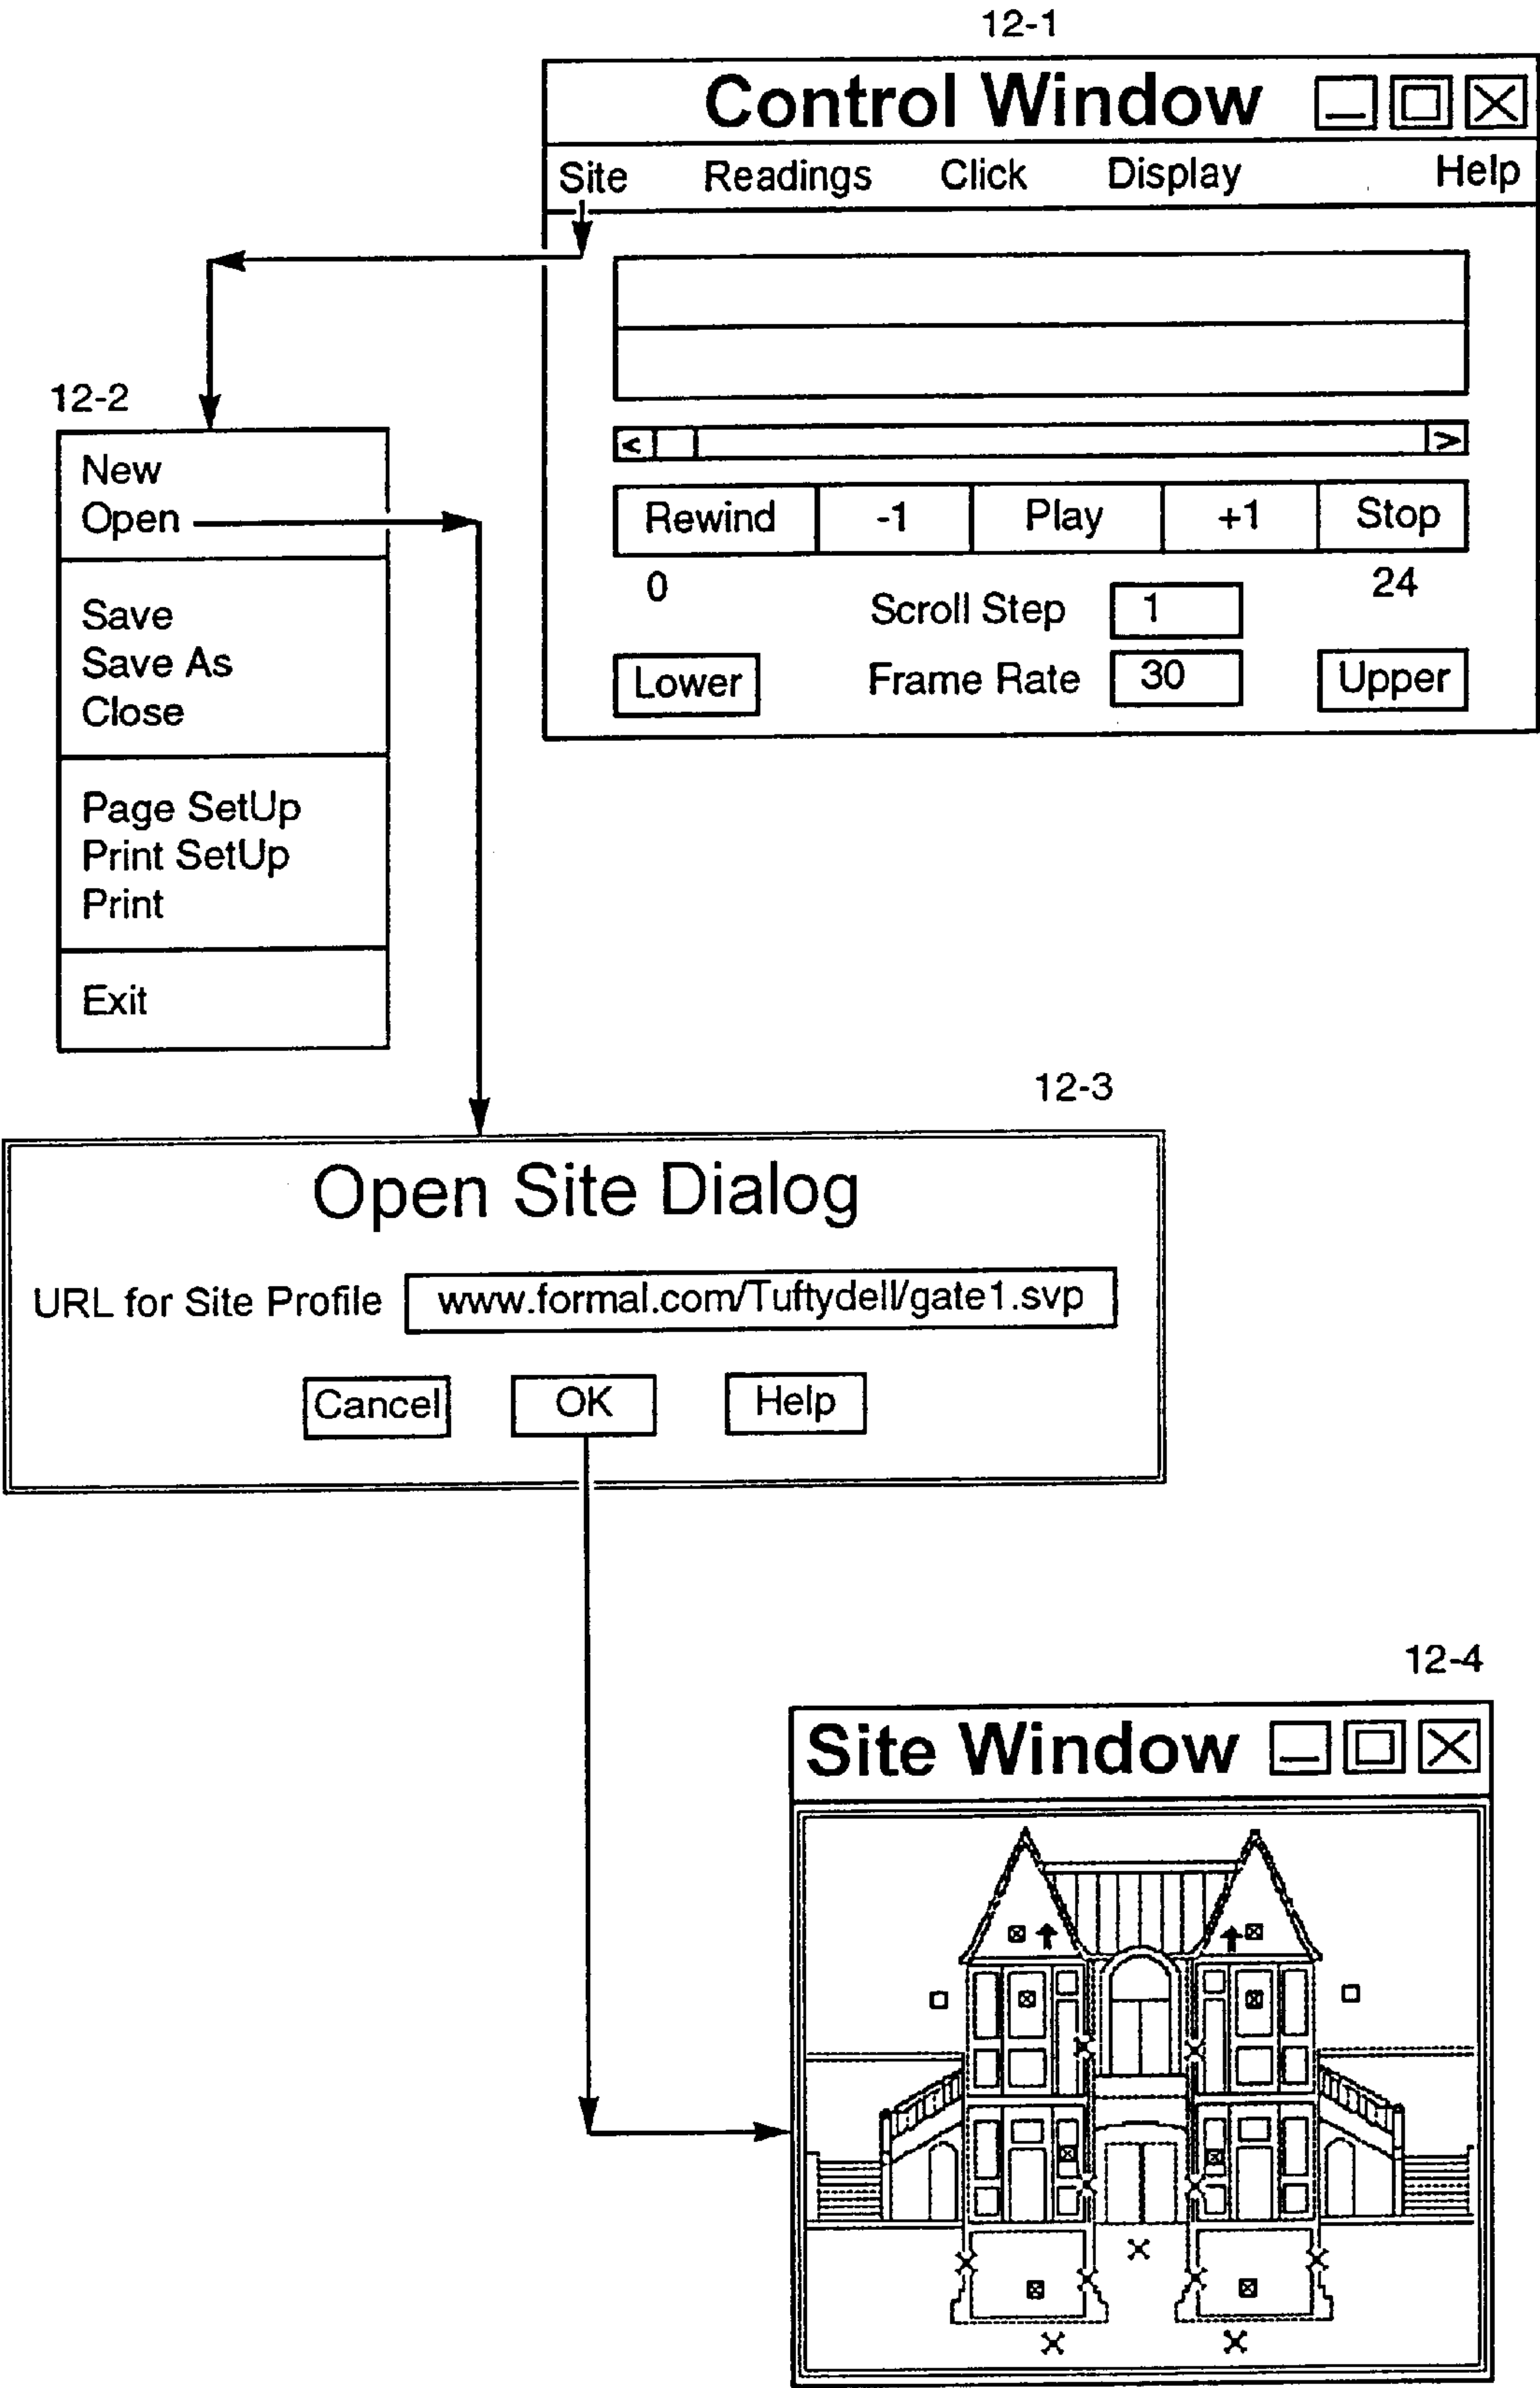 12-1
Control Window
Site Readings Click Display Help
12-2
New
Open
Save
Save As
Close
Page SetUp
Print SetUp
Print
Exit
< >
Rewind -1 Play +1 Stop
0 24
Scroll Step 1
Lower Frame Rate 30 Upper
12-3
Open Site Dialog
URL for Site Profile www.formal.com/Tuftydell/gate1.svp
Cancel OK Help
12-4
Site Window